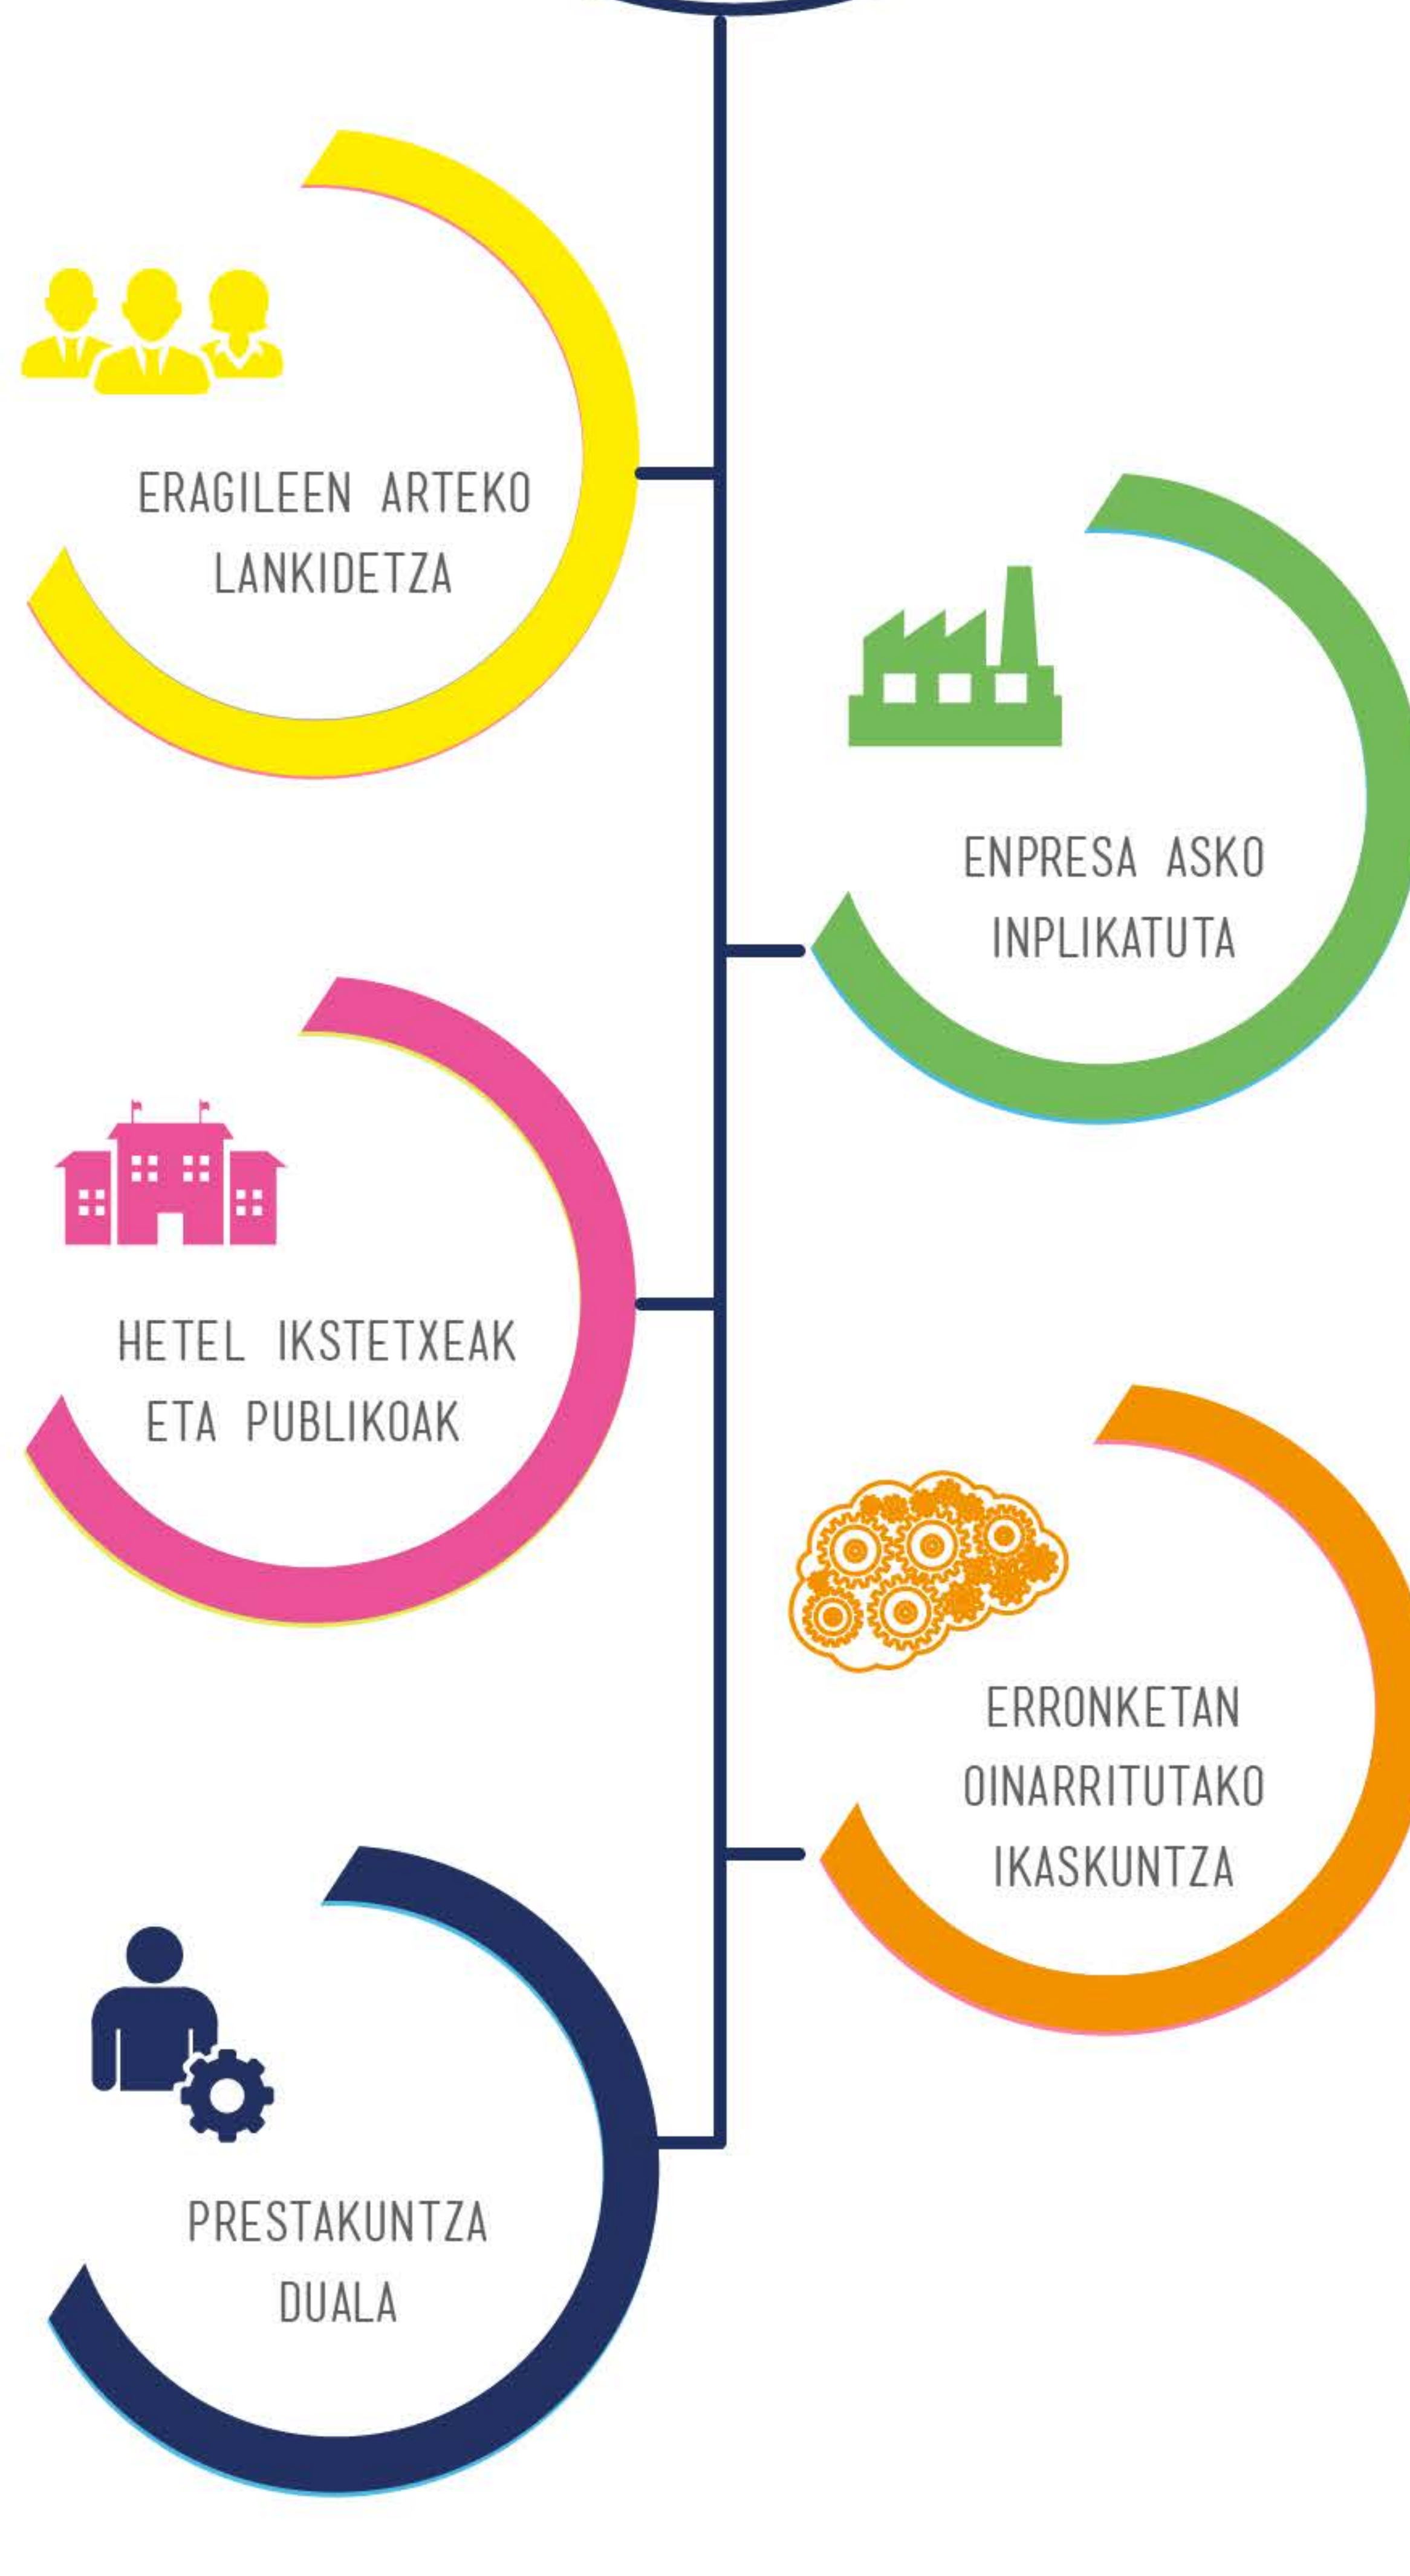 ERAGILEEN ARTEKO
LANKIDETZA
ENPRESA ASKO
INPLIKATUTA
HETEL IKSTETXEAK
ETA PUBLIKOAK
ERRONKETAN
OINARRITUTAKO
IKASKUNTZA
PRESTAKUNTZA
DUALA